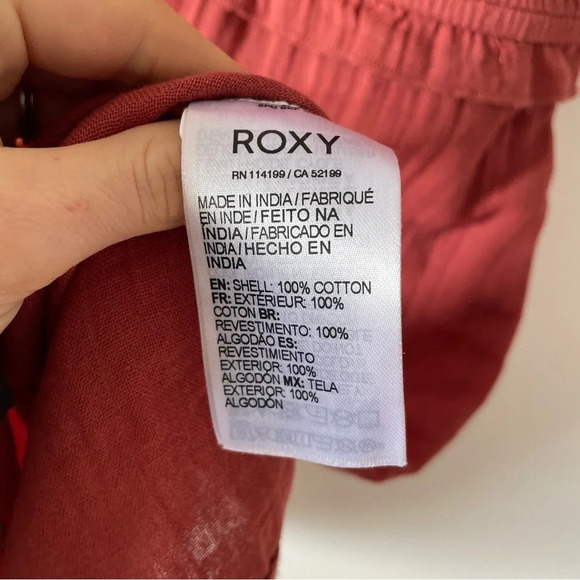 ROXY
RN 114199 / CA 52199
MADE IN INDIA / FABRIQUÉ
EN INDE / FEITO NA
ÍNDIA / FABRICADO EN
INDIA / HECHO EN
INDIA
EN: SHELL: 100% COTTON
FR: EXTÉRIEUR: 100%
COTON BR:
REVESTIMENTO: 100%
ALGODÃO ES:
REVESTIMIENTO
EXTERIOR: 100%
ALGODÓN MX: TELA
EXTERIOR: 100%
ALGODÓN